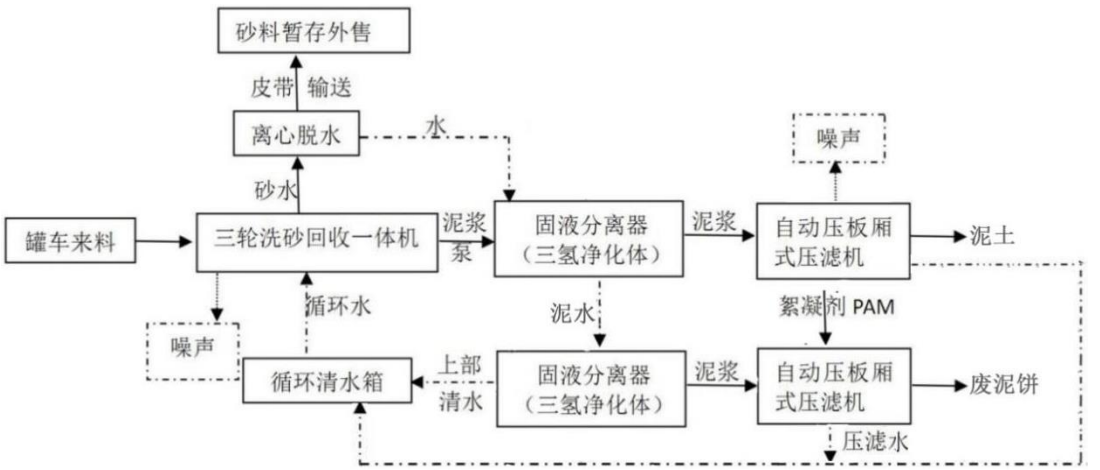 砂料暂存外售
皮带 输送
离心脱水
水
噪声
砂水
罐车来料
三轮洗砂回收一体机
泥浆
泵
固液分离器
（三氢净化体）
泥浆
自动压板厢
式压滤机
泥土
循环水
泥水
絮凝剂 PAM
噪声
循环清水箱
上部
清水
固液分离器
（三氢净化体）
泥浆
自动压板厢
式压滤机
废泥饼
压滤水